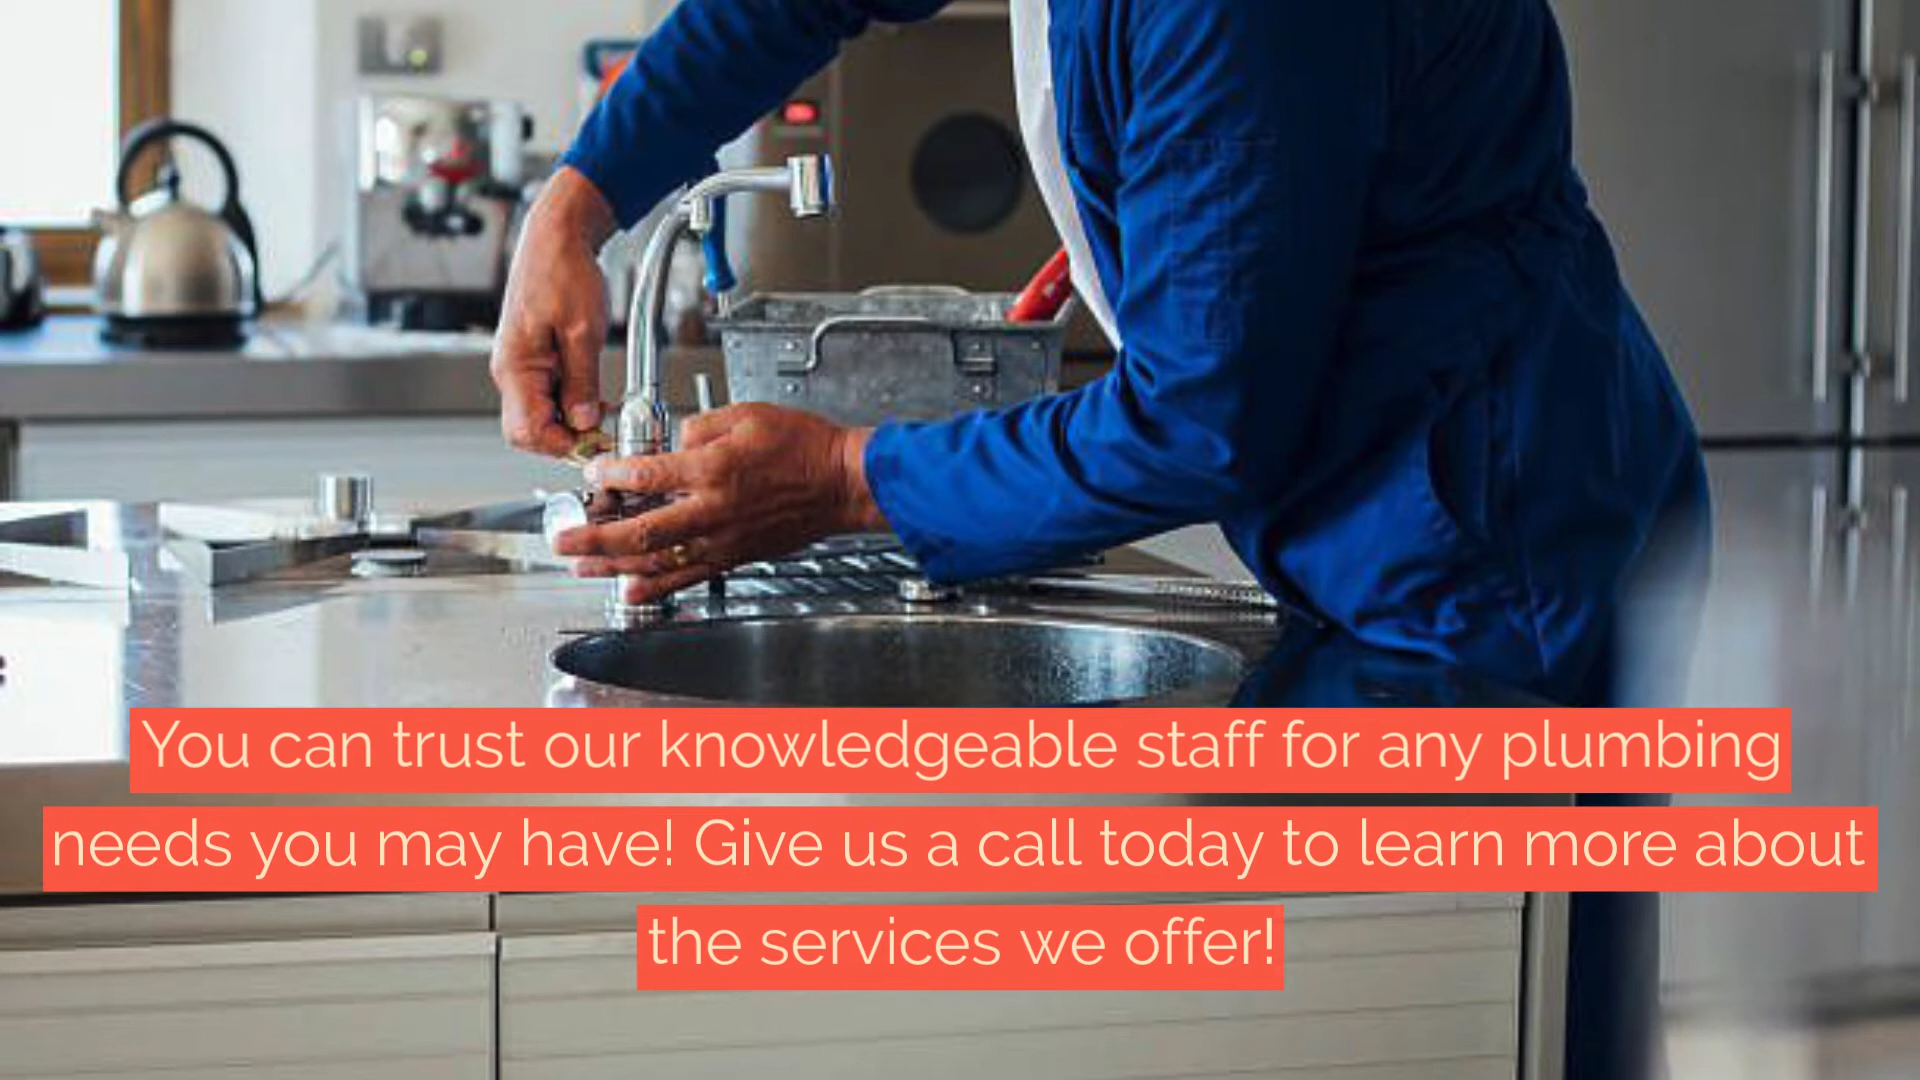 You can trust our knowledgeable staff for any plumbing
needs you may have! Give us a call today to learn more about
the services we offer!